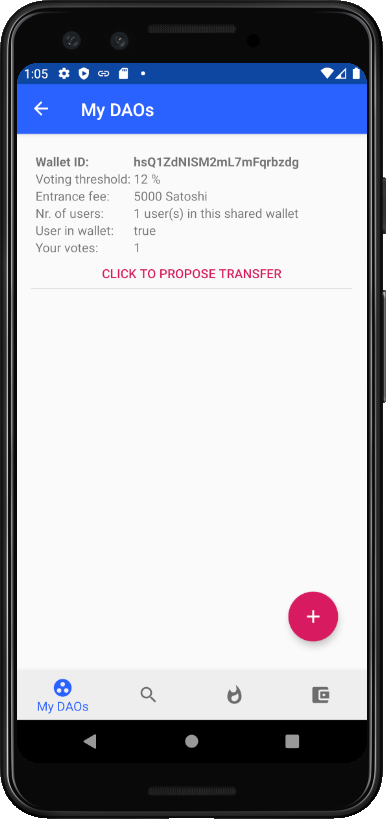 1:05
My DAOs
Wallet ID: hsQ1ZdNISM2mL7mFqrbzdg
Voting threshold: 12 %
Entrance fee: 5000 Satoshi
Nr. of users: 1 user(s) in this shared wallet
User in wallet: true
Your votes: 1
CLICK TO PROPOSE TRANSFER
My DAOs